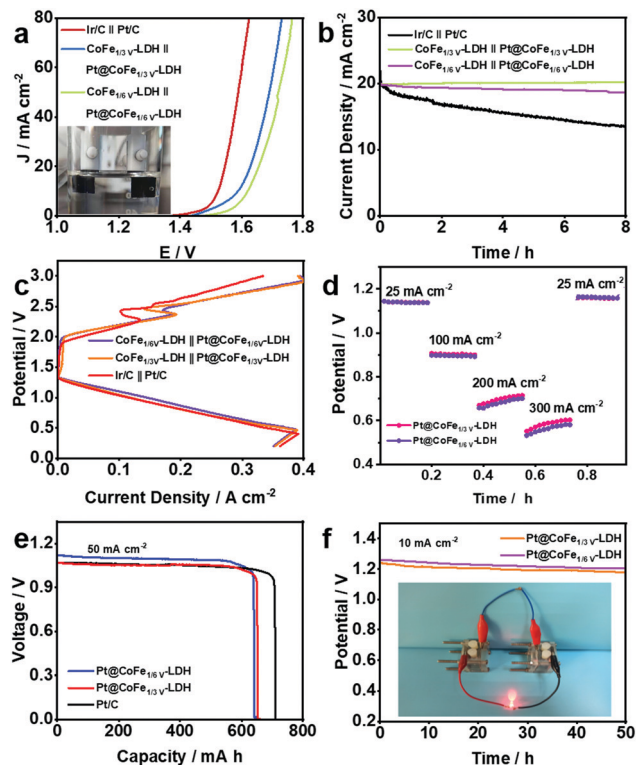 a
Ir/C ǁ Pt/C
CoFe1/3 V-LDH ǁ
Pt@CoFe1/3 V-LDH
CoFe1/6 V-LDH ǁ
Pt@CoFe1/6 V-LDH
J / mA cm-2
80
60
40
20
0
1.0 1.2 1.4 1.6 1.8
E / V
b
Ir/C ǁ Pt/C
CoFe1/3 V-LDH ǁ Pt@CoFe1/3 V-LDH
CoFe1/6 V-LDH ǁ Pt@CoFe1/6 V-LDH
Current Density / mA cm-2
30
20
10
0
0 2 4 6 8
Time / h
c
CoFe1/6V-LDH ǁ Pt@CoFe1/6V-LDH
CoFe1/3V-LDH ǁ Pt@CoFe1/3V-LDH
Ir/C ǁ Pt/C
Potential / V
3.0
2.5
2.0
1.5
1.0
0.5
0.0
0.0 0.1 0.2 0.3 0.4
Current Density / A cm-2
d
25 mA cm-2
25 mA cm-2
100 mA cm-2
200 mA cm-2
300 mA cm-2
Pt@CoFe1/3 V-LDH
Pt@CoFe1/6 V-LDH
Potential / V
1.2
0.9
0.6
0.2 0.4 0.6 0.8
Time / h
e
50 mA cm-2
Pt@CoFe1/6 V-LDH
Pt@CoFe1/3 V-LDH
Pt/C
Voltage / V
1.2
0.9
0.6
0.3
0.0
0 200 400 600 800
Capacity / mA h
f
10 mA cm-2
Pt@CoFe1/3 V-LDH
Pt@CoFe1/6 V-LDH
Potential / V
1.4
1.2
1.0
0.8
0.6
0.4
0.2
0 10 20 30 40 50
Time / h